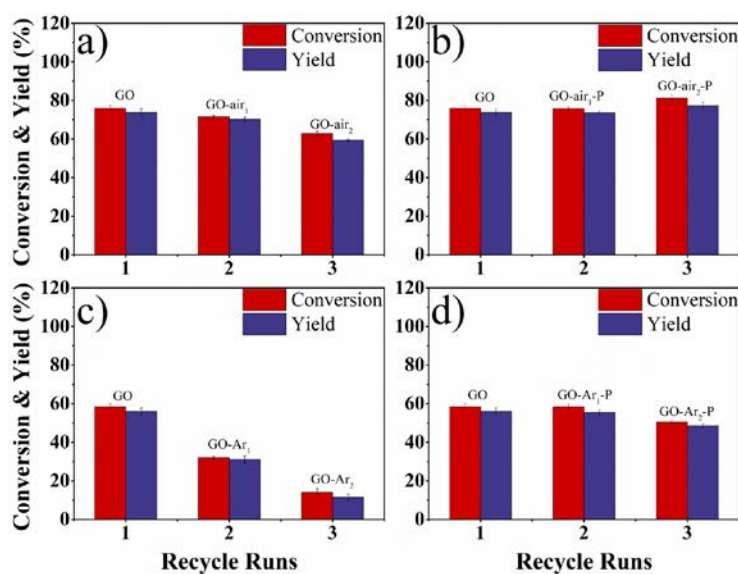 Conversion & Yield (%)
a)
Conversion
Yield
120
100
80
60
40
20
0
GO
GO-air₁
GO-air₂
1
2
3
b)
Conversion
Yield
120
100
80
60
40
20
0
GO
GO-air₁-P
GO-air₂-P
1
2
3
Conversion & Yield (%)
c)
Conversion
Yield
120
100
80
60
40
20
0
GO
GO-Ar₁
GO-Ar₂
1
2
3
Recycle Runs
d)
Conversion
Yield
120
100
80
60
40
20
0
GO
GO-Ar₁-P
GO-Ar₂-P
1
2
3
Recycle Runs